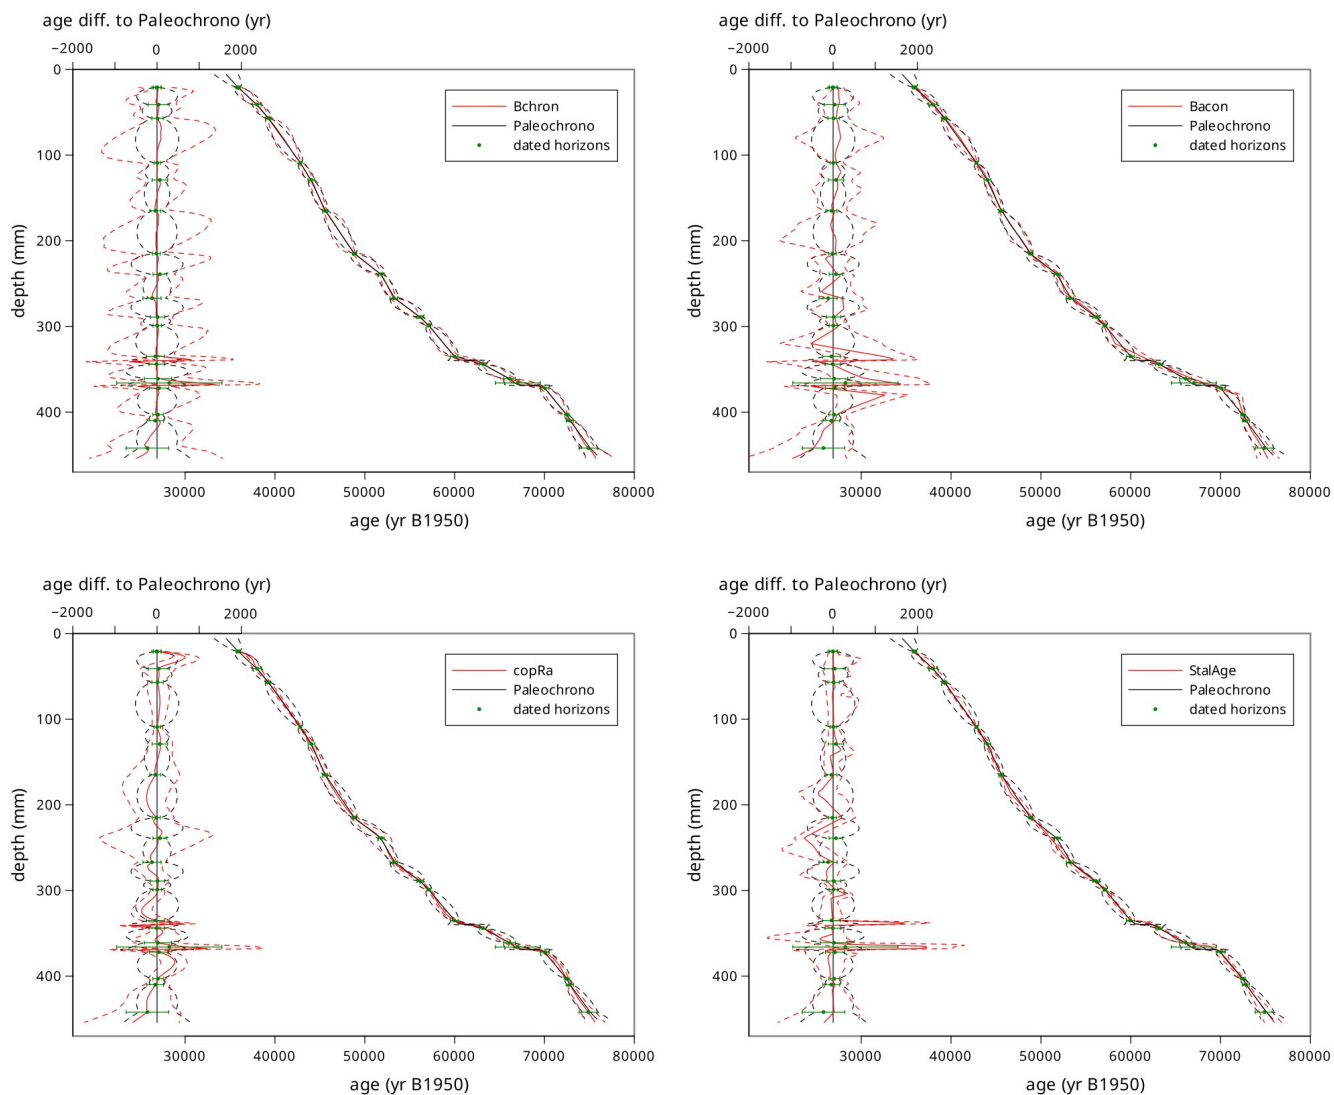 age diff. to Paleochrono (yr)
−2000 0 2000
Bchron
Paleochrono
dated horizons
0
100
200
300
400
depth (mm)
30000 40000 50000 60000 70000 80000
age (yr B1950)
age diff. to Paleochrono (yr)
−2000 0 2000
Bacon
Paleochrono
dated horizons
0
100
200
300
400
depth (mm)
30000 40000 50000 60000 70000 80000
age (yr B1950)
age diff. to Paleochrono (yr)
−2000 0 2000
copRa
Paleochrono
dated horizons
0
100
200
300
400
depth (mm)
30000 40000 50000 60000 70000 80000
age (yr B1950)
age diff. to Paleochrono (yr)
−2000 0 2000
StalAge
Paleochrono
dated horizons
0
100
200
300
400
depth (mm)
30000 40000 50000 60000 70000 80000
age (yr B1950)